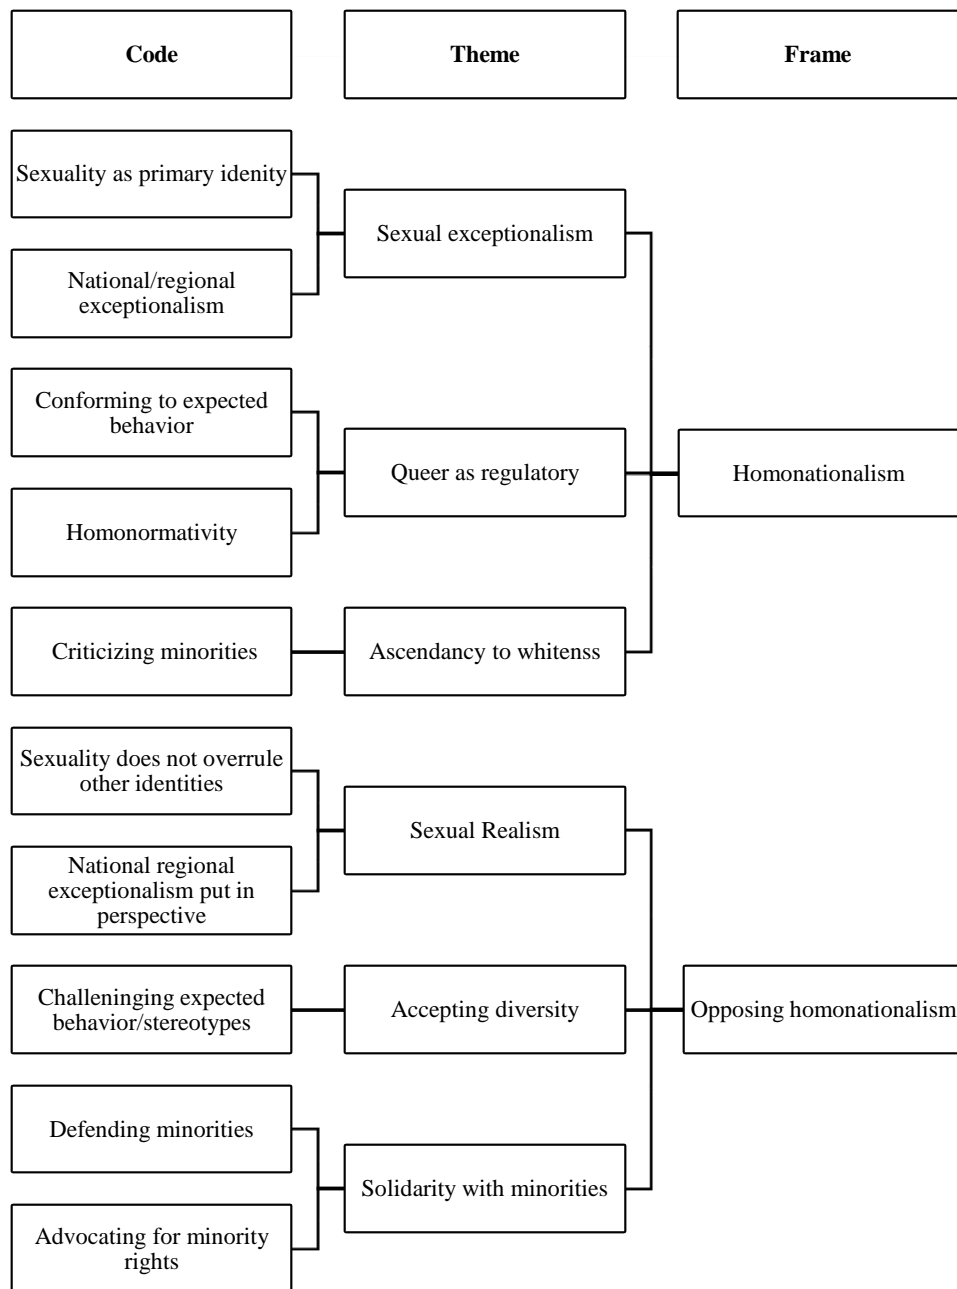 Code
Theme
Frame
Sexuality as primary idenity
National/regional
exceptionalism
Sexual exceptionalism
Conforming to expected
behavior
Homonormativity
Queer as regulatory
Homonationalism
Criticizing minorities
Ascendancy to whitenss
Sexuality does not overrule
other identities
National regional
exceptionalism put in
perspective
Sexual Realism
Challeninging expected
behavior/stereotypes
Accepting diversity
Opposing homonationalism
Defending minorities
Advocating for minority
rights
Solidarity with minorities